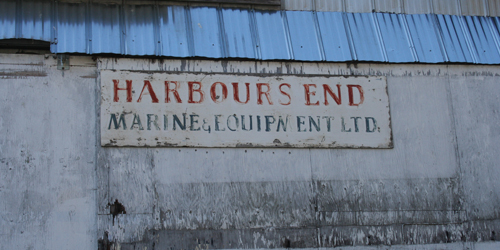 HARBOURS END
MARINE & EQUIPMENT LTD.